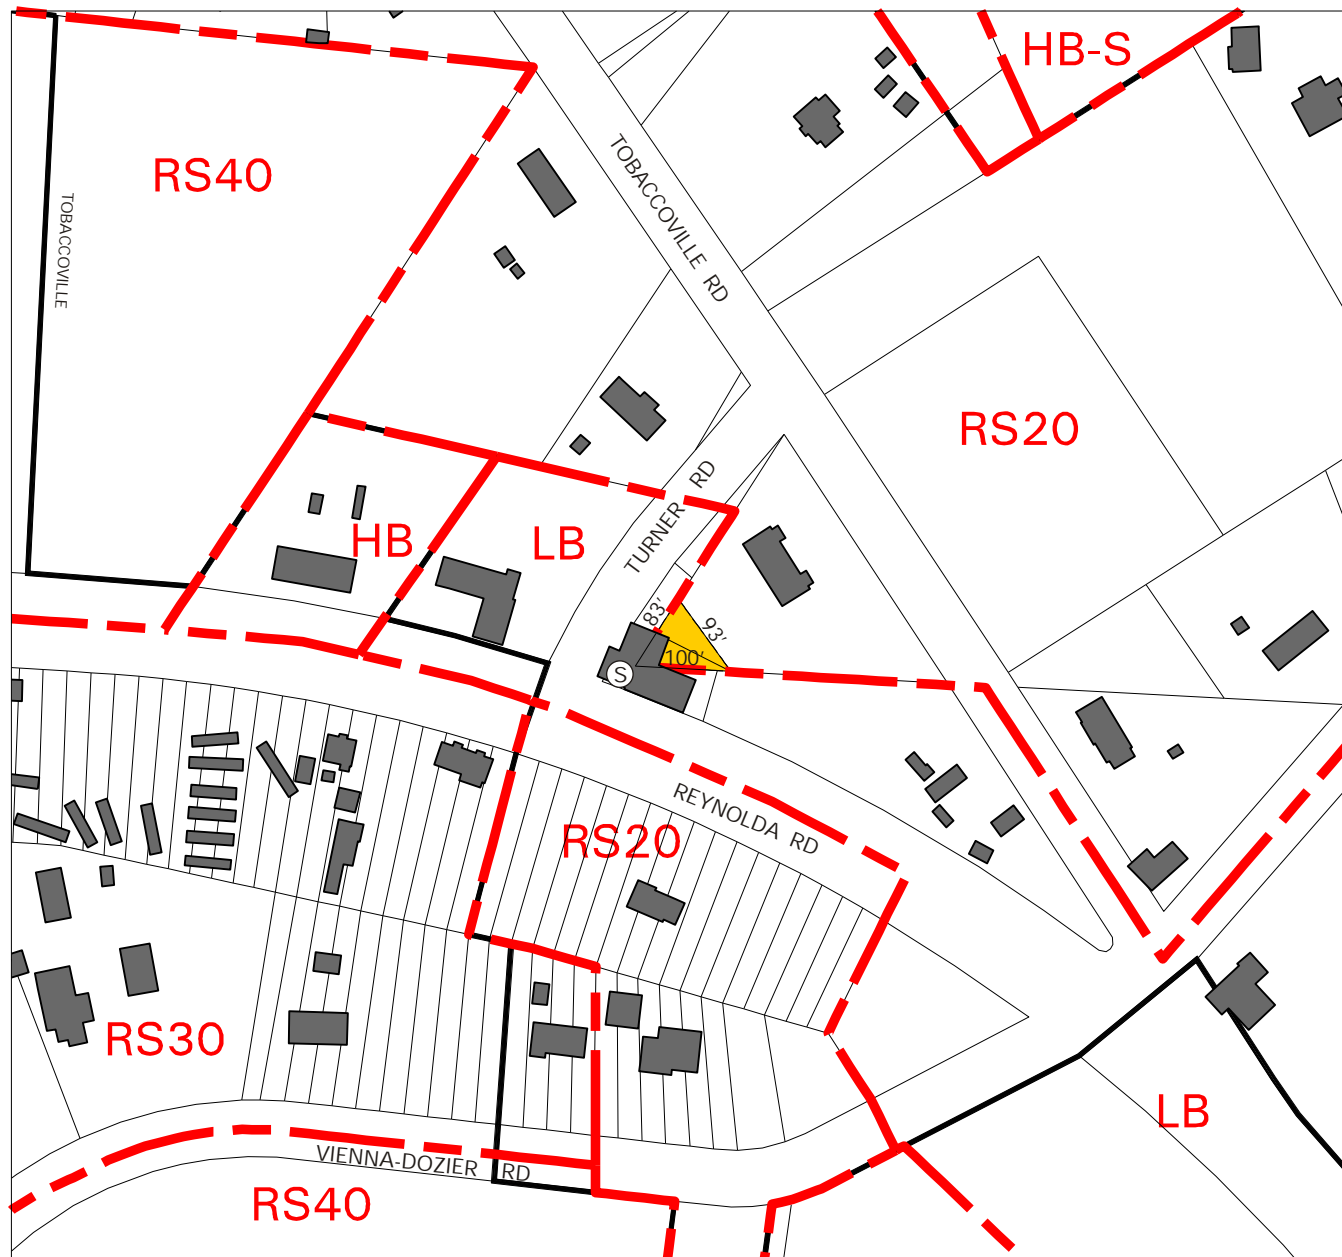 HB-S
RS40
TOBACCOVILLE RD
TOBACCOVILLE
RS20
TURNER RD
HB
LB
83'
93'
100'
S
REYNOLDA RD
RS20
RS30
LB
VIENNA-DOZIER RD
RS40